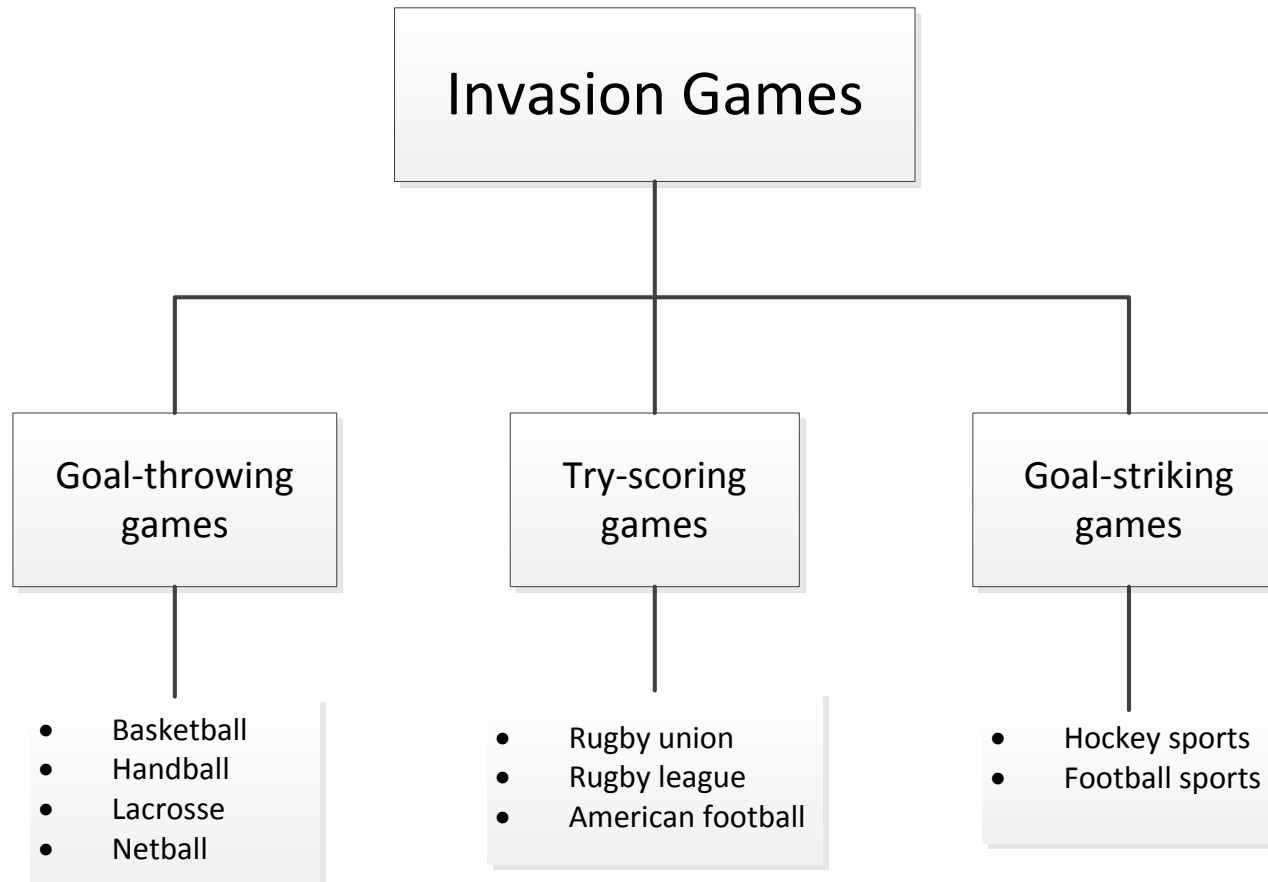 Invasion Games
Goal-throwing
games
Try-scoring
games
Goal-striking
games
• Basketball
• Handball
• Lacrosse
• Netball
• Rugby union
• Rugby league
• American football
• Hockey sports
• Football sports